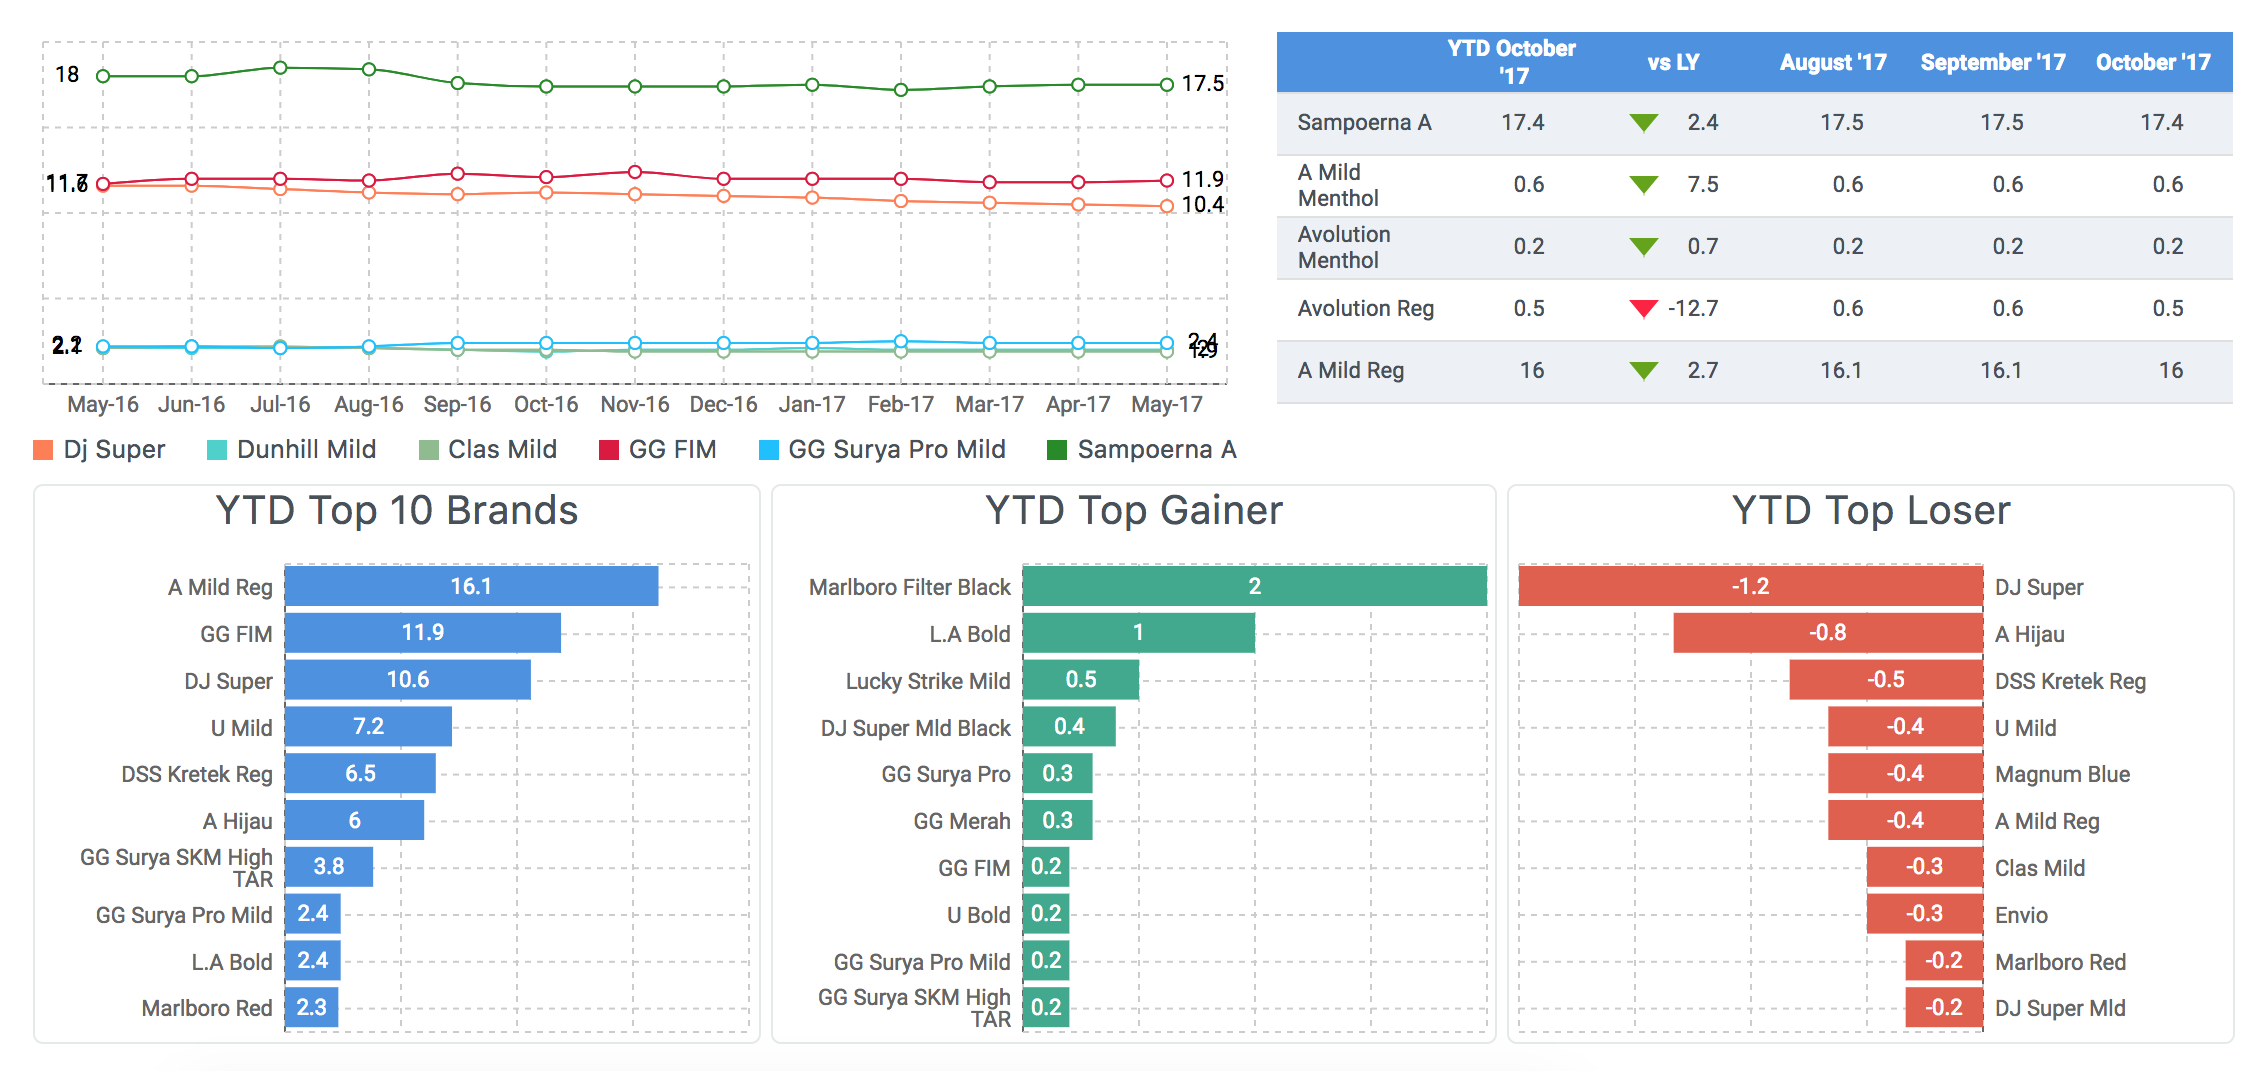 18
17.5
11.6
11.9
10.4
2.4
May-16 Jun-16 Jul-16 Aug-16 Sep-16 Oct-16 Nov-16 Dec-16 Jan-17 Feb-17 Mar-17 Apr-17 May-17
Dj Super Dunhill Mild Clas Mild GG FIM GG Surya Pro Mild Sampoerna A
YTD October '17 vs LY August '17 September '17 October '17
Sampoerna A 17.4 2.4 17.5 17.5 17.4
A Mild Menthol 0.6 7.5 0.6 0.6 0.6
Avolution Menthol 0.2 0.7 0.2 0.2 0.2
Avolution Reg 0.5 -12.7 0.6 0.6 0.5
A Mild Reg 16 2.7 16.1 16.1 16
YTD Top 10 Brands
A Mild Reg 16.1
GG FIM 11.9
DJ Super 10.6
U Mild 7.2
DSS Kretek Reg 6.5
A Hijau 6
GG Surya SKM High TAR 3.8
GG Surya Pro Mild 2.4
L.A Bold 2.4
Marlboro Red 2.3
YTD Top Gainer
Marlboro Filter Black 2
L.A Bold 1
Lucky Strike Mild 0.5
DJ Super Mld Black 0.4
GG Surya Pro 0.3
GG Merah 0.3
GG FIM 0.2
U Bold 0.2
GG Surya Pro Mild 0.2
GG Surya SKM High TAR 0.2
YTD Top Loser
-1.2 DJ Super
-0.8 A Hijau
-0.5 DSS Kretek Reg
-0.4 U Mild
-0.4 Magnum Blue
-0.4 A Mild Reg
-0.3 Clas Mild
-0.3 Envio
-0.2 Marlboro Red
-0.2 DJ Super Mld